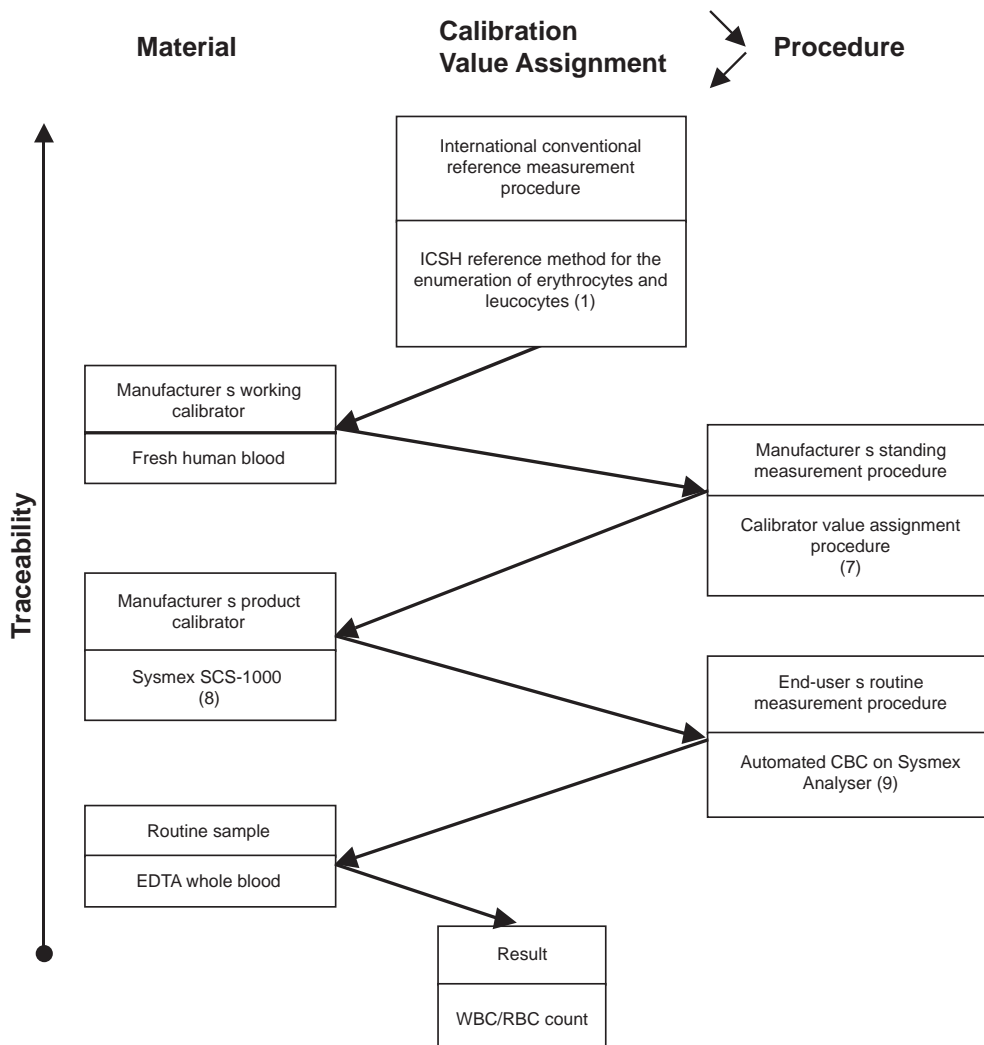 Material
Calibration
Value Assignment
Procedure
International conventional
reference measurement
procedure
ICSH reference method for the
enumeration of erythrocytes and
leucocytes (1)
Manufacturer s working
calibrator
Fresh human blood
Manufacturer s standing
measurement procedure
Calibrator value assignment
procedure
(7)
Traceability
Manufacturer s product
calibrator
Sysmex SCS-1000
(8)
End-user s routine
measurement procedure
Automated CBC on Sysmex
Analyser (9)
Routine sample
EDTA whole blood
Result
WBC/RBC count